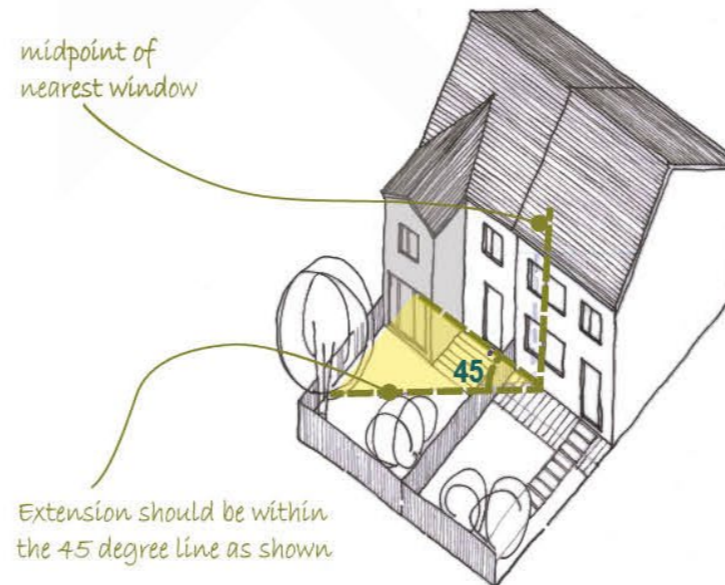 midpoint of
nearest window
45
Extension should be within
the 45 degree line as shown